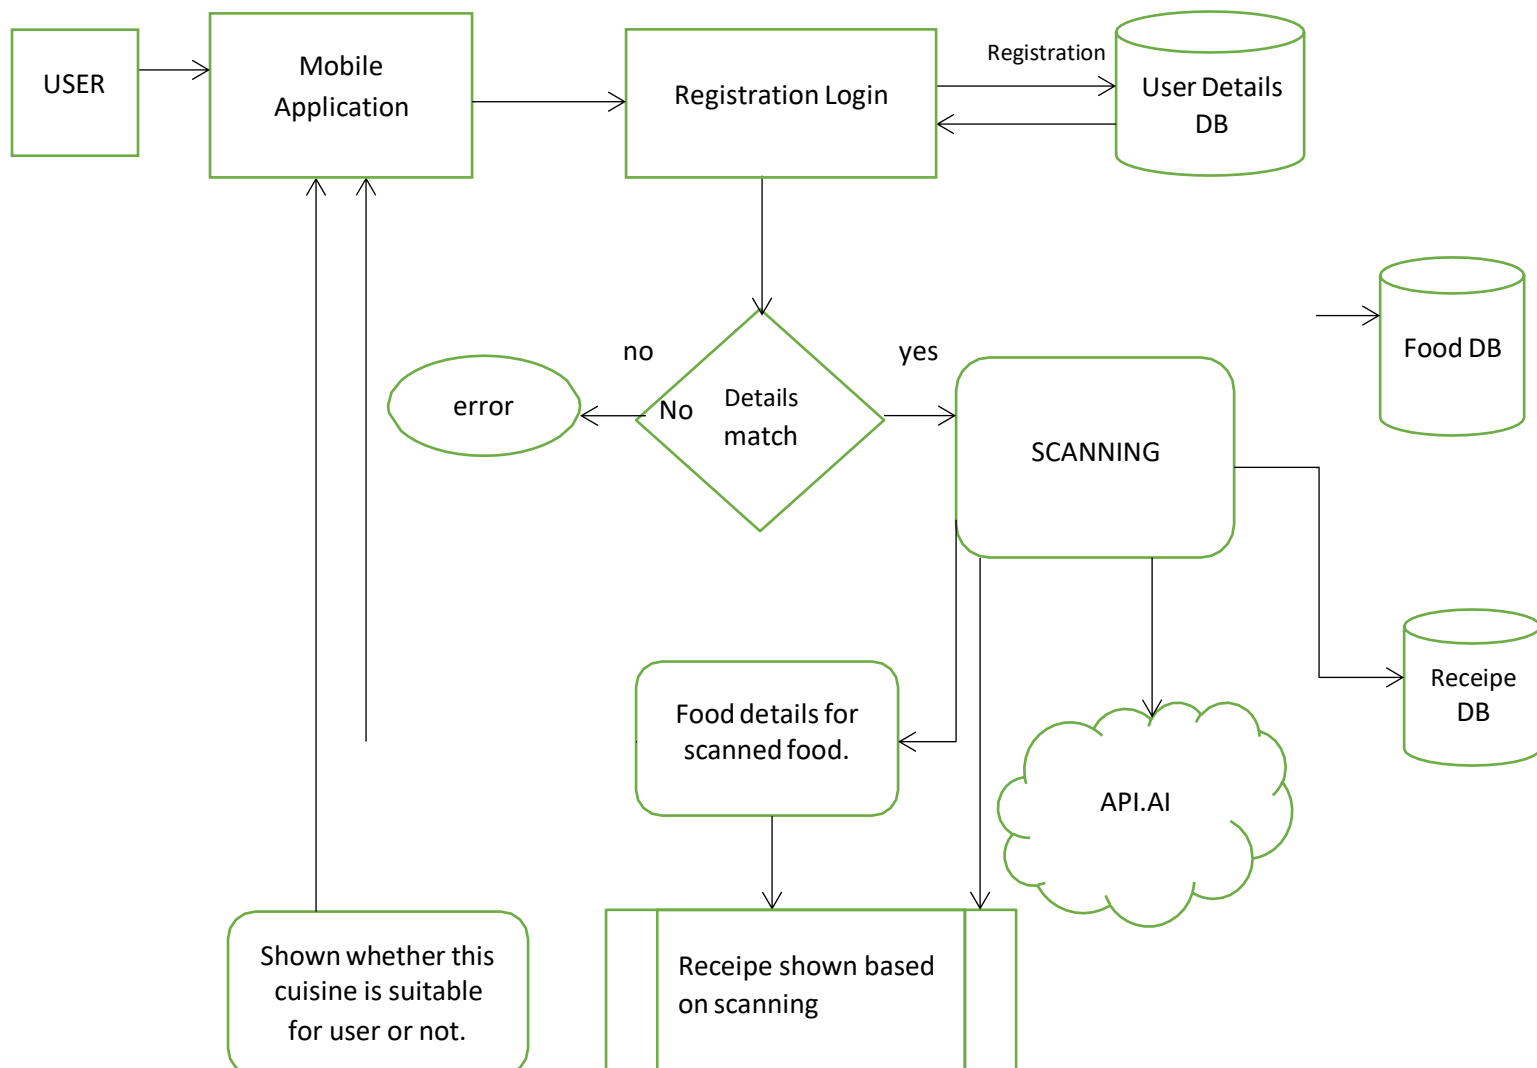 USER
Mobile
Application
Registration Login
Registration
User Details
DB
Food DB
no
yes
error
No
Details
match
SCANNING
Receipe
DB
Food details for
scanned food.
API.AI
Shown whether this
cuisine is suitable
for user or not.
Receipe shown based
on scanning